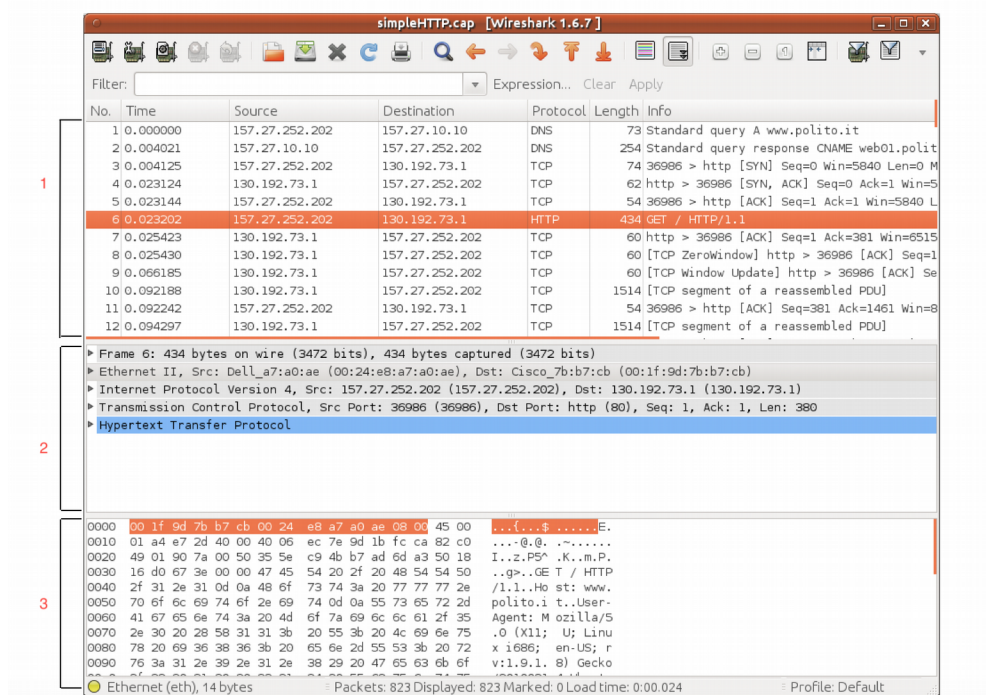 simpleHTTP.cap [Wireshark 1.6.7 ]
Filter: Expression... Clear Apply
No. Time Source Destination Protocol Length Info
1 0.000000 157.27.252.202 157.27.10.10 DNS 73 Standard query A www.polito.it
2 0.004021 157.27.10.10 157.27.252.202 DNS 254 Standard query response CNAME web01.polit
3 0.004125 157.27.252.202 130.192.73.1 TCP 74 36986 > http [SYN] Seq=0 Win=5840 Len=0 M
1
4 0.023124 130.192.73.1 157.27.252.202 TCP 62 http > 36986 [SYN, ACK] Seq=0 Ack=1 Win=5
5 0.023144 157.27.252.202 130.192.73.1 TCP 54 36986 > http [ACK] Seq=1 Ack=1 Win=5840 L
6 0.023202 157.27.252.202 130.192.73.1 HTTP 434 GET / HTTP/1.1
7 0.025423 130.192.73.1 157.27.252.202 TCP 60 http > 36986 [ACK] Seq=1 Ack=381 Win=6515
8 0.025430 130.192.73.1 157.27.252.202 TCP 60 [TCP ZeroWindow] http > 36986 [ACK] Seq=1
9 0.066185 130.192.73.1 157.27.252.202 TCP 60 [TCP Window Update] http > 36986 [ACK] Se
10 0.092188 130.192.73.1 157.27.252.202 TCP 1514 [TCP segment of a reassembled PDU]
11 0.092242 157.27.252.202 130.192.73.1 TCP 54 36986 > http [ACK] Seq=381 Ack=1461 Win=8
12 0.094297 130.192.73.1 157.27.252.202 TCP 1514 [TCP segment of a reassembled PDU]
Frame 6: 434 bytes on wire (3472 bits), 434 bytes captured (3472 bits)
Ethernet II, Src: Dell_a7:a0:ae (00:24:e8:a7:a0:ae), Dst: Cisco_7b:b7:cb (00:1f:9d:7b:b7:cb)
Internet Protocol Version 4, Src: 157.27.252.202 (157.27.252.202), Dst: 130.192.73.1 (130.192.73.1)
Transmission Control Protocol, Src Port: 36986 (36986), Dst Port: http (80), Seq: 1, Ack: 1, Len: 380
Hypertext Transfer Protocol
2
0000 00 1f 9d 7b b7 cb 00 24 e8 a7 a0 ae 08 00 45 00 ...{...$ ......E.
0010 01 a4 e7 2d 40 00 40 06 ec 7e 9d 1b fc ca 82 c0 ...-@.@. .~......
0020 49 01 90 7a 00 50 35 5e c9 4b b7 ad 6d a3 50 18 I..z.P5^ .K..m.P.
0030 16 d0 67 3e 00 00 47 45 54 20 2f 20 48 54 54 50 ..g>..GE T / HTTP
0040 2f 31 2e 31 0d 0a 48 6f 73 74 3a 20 77 77 77 2e /1.1..Ho st: www.
0050 70 6f 6c 69 74 6f 2e 69 74 0d 0a 55 73 65 72 2d polito.i t..User-
3
0060 41 67 65 6e 74 3a 20 4d 6f 7a 69 6c 6c 61 2f 35 Agent: M ozilla/5
0070 2e 30 20 28 58 31 31 3b 20 55 3b 20 4c 69 6e 75 .0 (X11; U; Linu
0080 78 20 69 36 38 36 3b 20 65 6e 2d 55 53 3b 20 72 x i686; en-US; r
0090 76 3a 31 2e 39 2e 31 2e 38 29 20 47 65 63 6b 6f v:1.9.1. 8) Gecko
Ethernet (eth), 14 bytes Packets: 823 Displayed: 823 Marked: 0 Load time: 0:00.024 Profile: Default